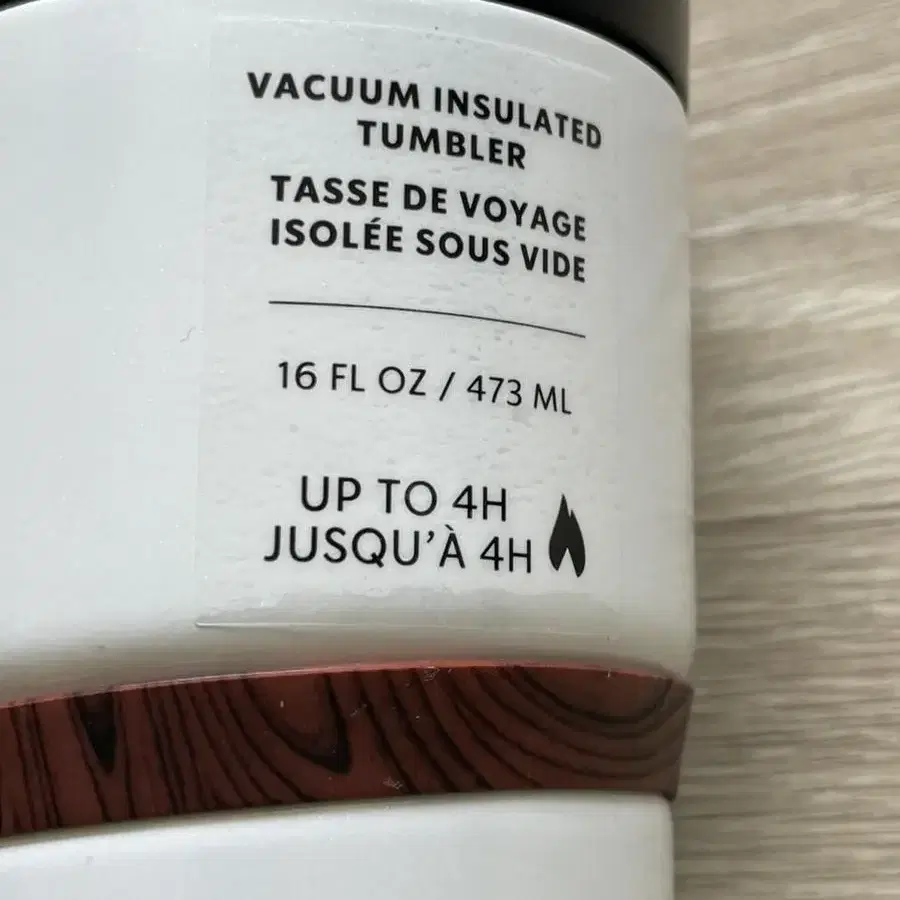 VACUUM INSULATED
TUMBLER
TASSE DE VOYAGE
ISOLÉE SOUS VIDE
16 FL OZ / 473 ML
UP TO 4H
JUSQU'À 4H